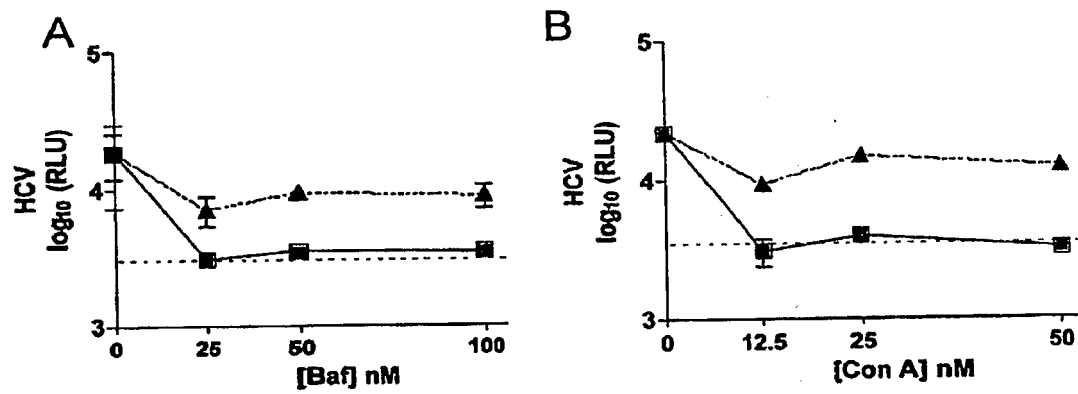 A
5
4
3
HCV
log₁₀ (RLU)
0 25 50 100
[Baf] nM
B
5
4
3
HCV
log₁₀ (RLU)
0 12.5 25 50
[Con A] nM